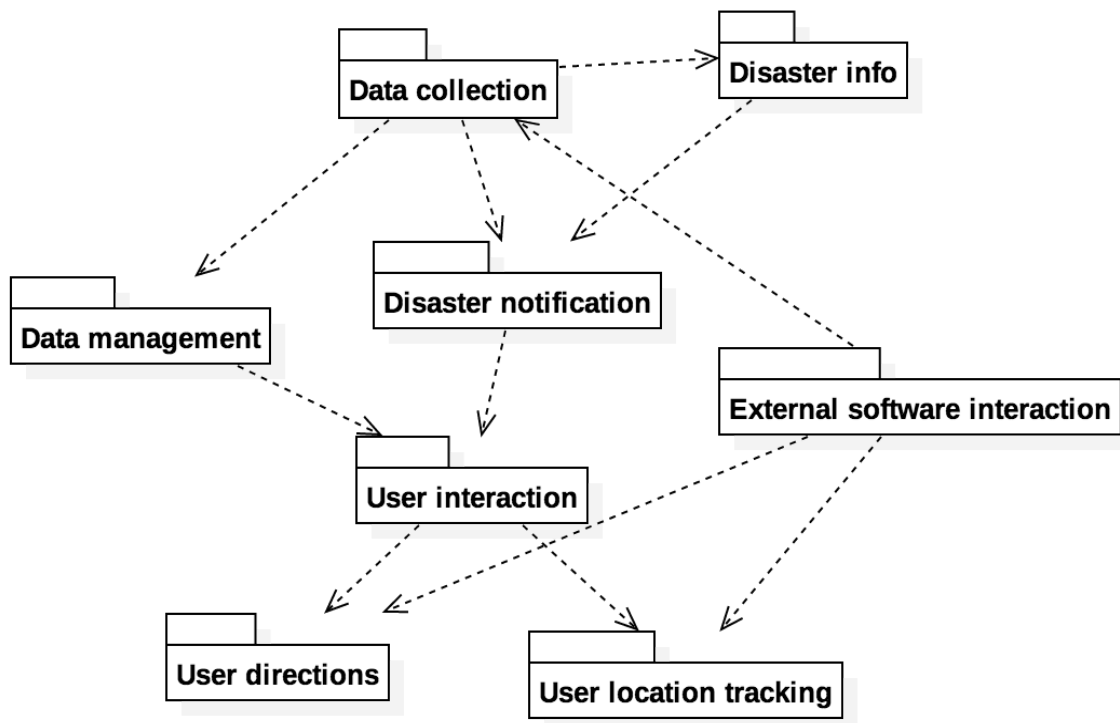 Data collection
Disaster info
Disaster notification
Data management
External software interaction
User interaction
User directions
User location tracking